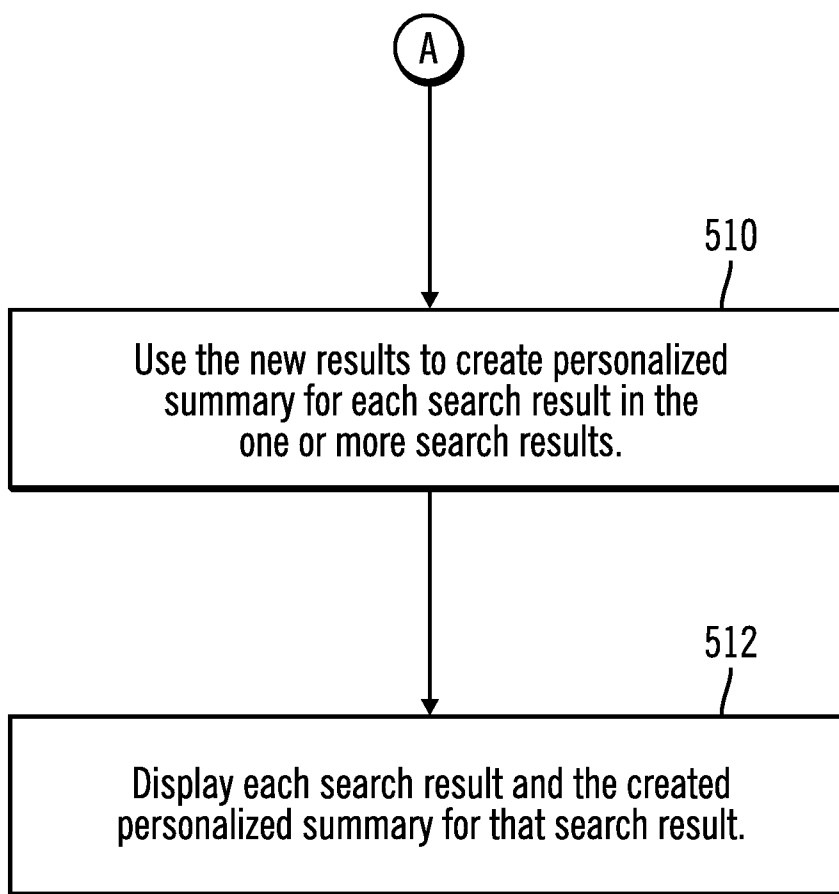 A
510
Use the new results to create personalized
summary for each search result in the
one or more search results.
512
Display each search result and the created
personalized summary for that search result.